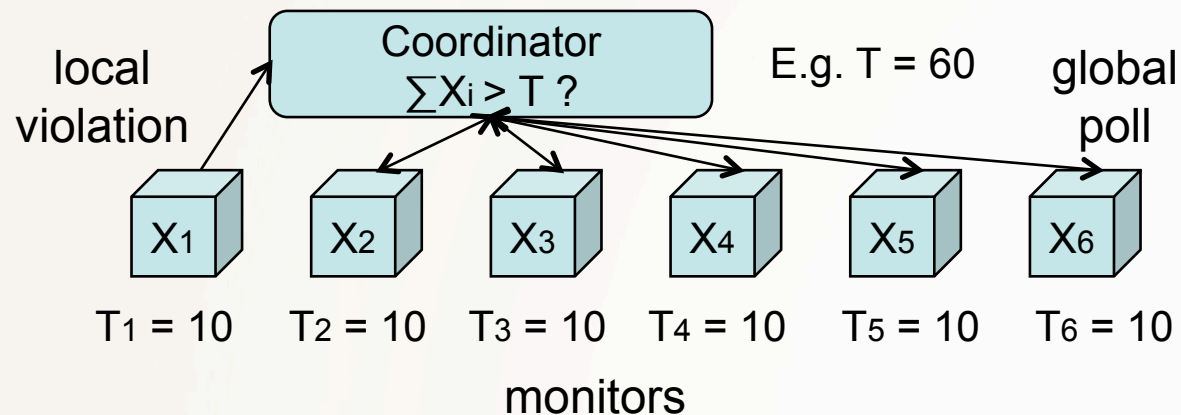 local violation
Coordinator
∑Xi > T ?
E.g. T = 60
global poll
X1 X2 X3 X4 X5 X6
T1 = 10 T2 = 10 T3 = 10 T4 = 10 T5 = 10 T6 = 10
monitors